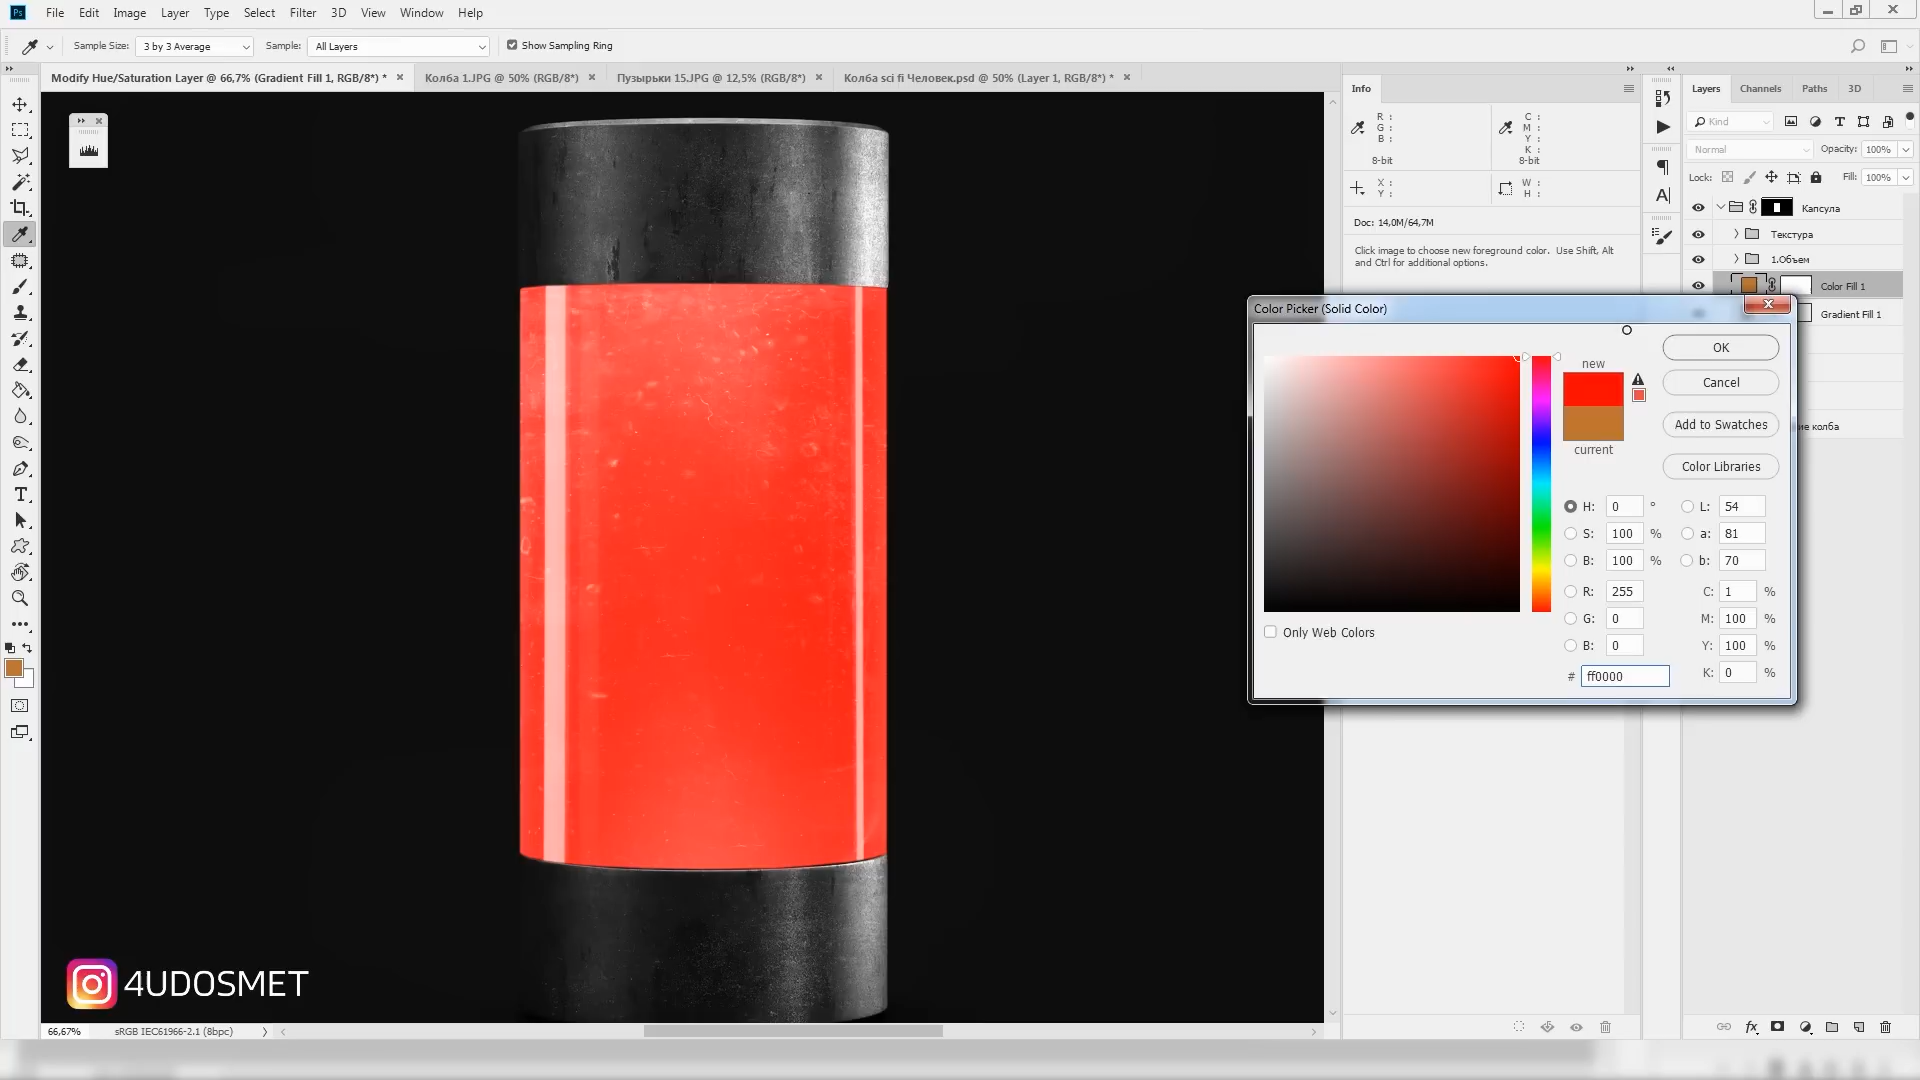 File Edit Image Layer Type Select Filter 3D View Window Help
Sample Size: 3 by 3 Average Sample: All Layers Show Sampling Ring
Modify Hue/Saturation Layer @ 66,7% (Gradient Fill 1, RGB/8*) * Колба 1.JPG @ 50% (RGB/8*) Пузырьки 15.JPG @ 12,5% (RGB/8*) Колба sci fi Человек.psd @ 50% (Layer 1, RGB/8*) *
Info
R :
G :
B :
8-bit
C :
M :
Y :
K :
8-bit
X :
Y :
W :
H :
Doc: 14,0M/64,7M
Click image to choose new foreground color. Use Shift, Alt
and Ctrl for additional options.
Layers Channels Paths 3D
Kind
Normal Opacity: 100%
Lock: Fill: 100%
Капсула
Текстура
1.Объем
Color Fill 1
Gradient Fill 1
ие колба
Color Picker (Solid Color)
new
current
OK
Cancel
Add to Swatches
Color Libraries
H: 0 °
S: 100 %
B: 100 %
R: 255
G: 0
B: 0
# ff0000
L: 54
a: 81
b: 70
C: 1 %
M: 100 %
Y: 100 %
K: 0 %
Only Web Colors
4UDOSMET
66,67% sRGB IEC61966-2.1 (8bpc)